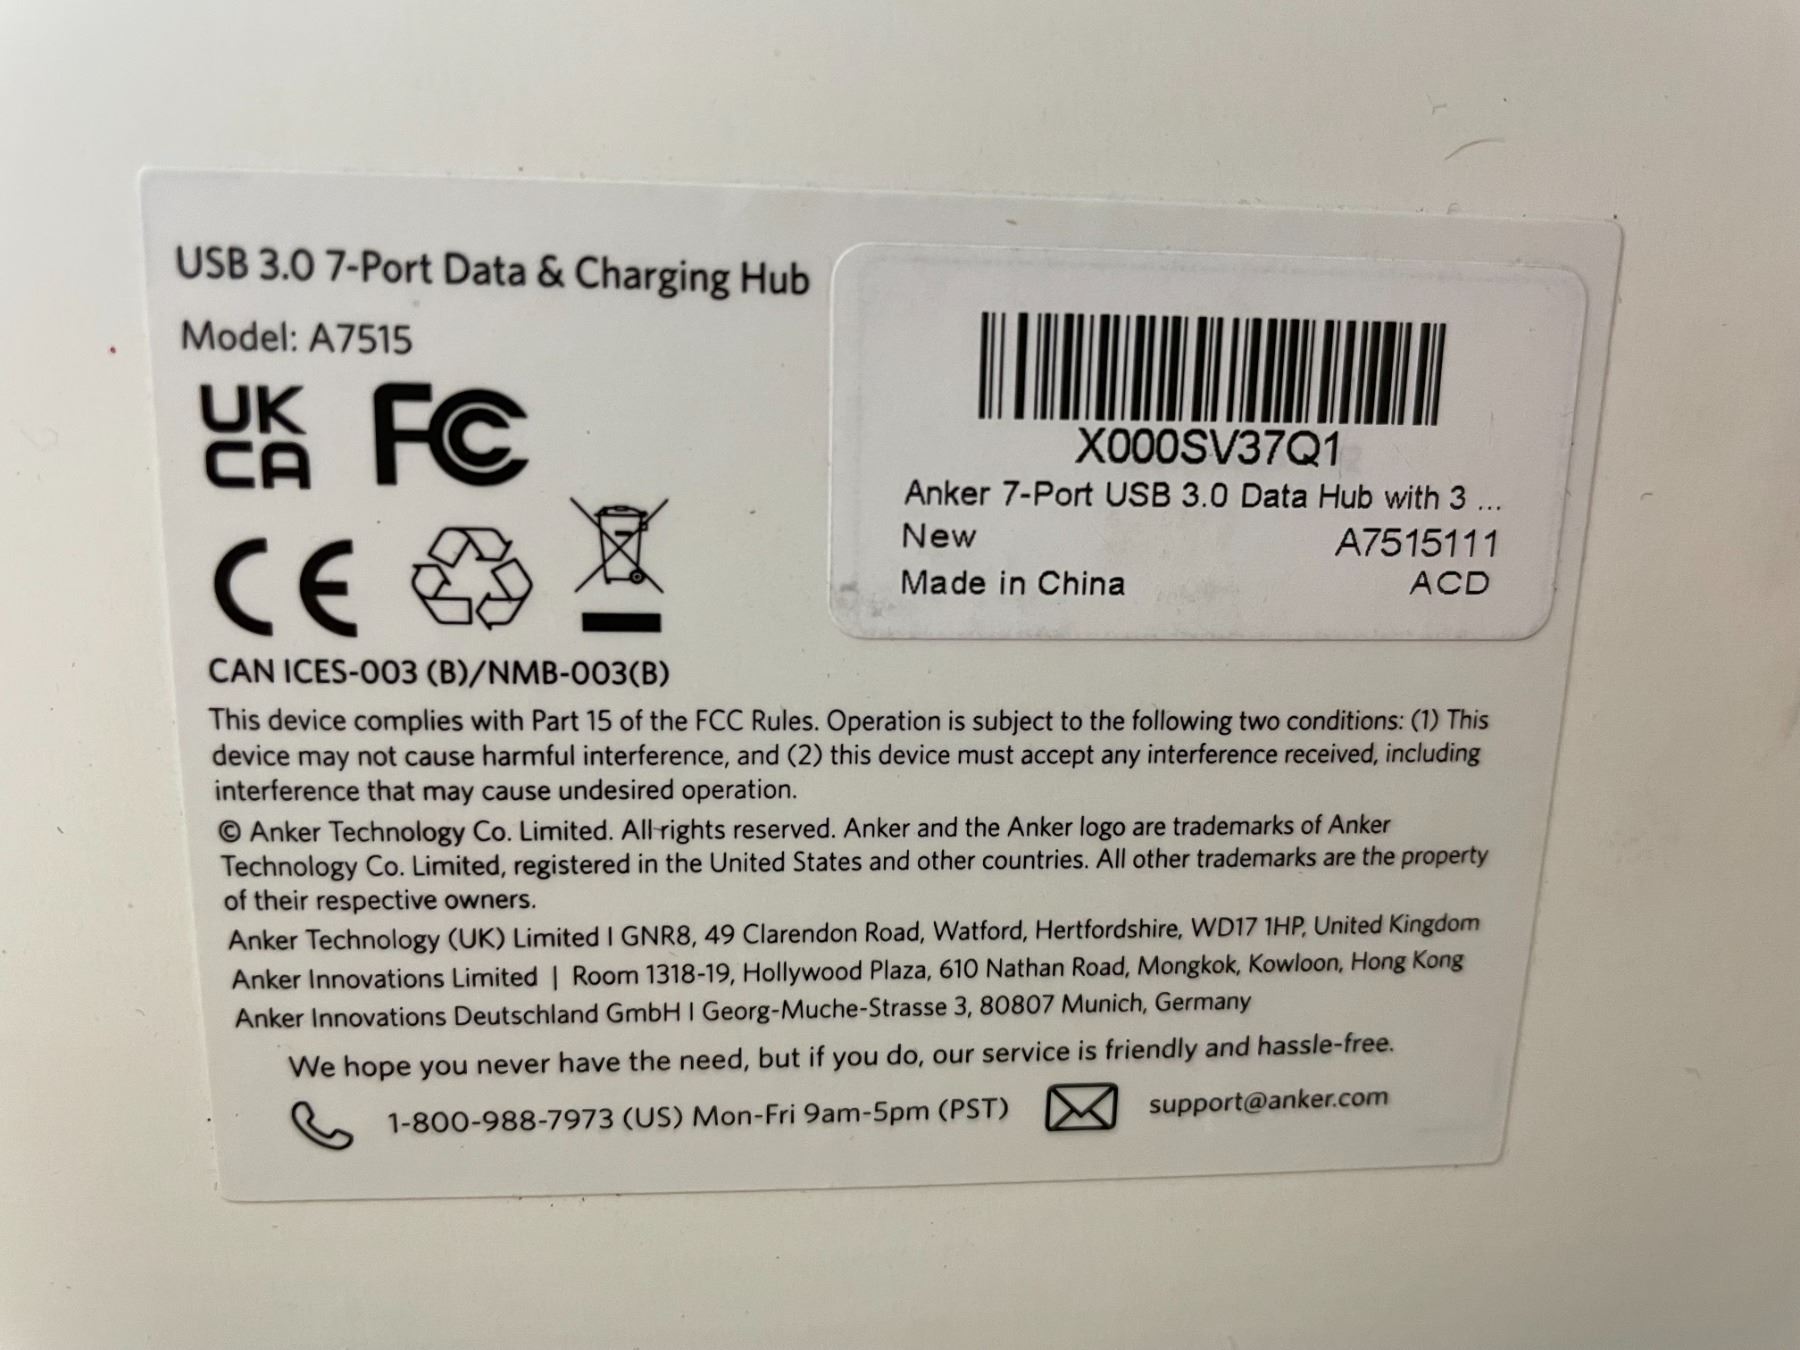 USB 3.0 7-Port Data & Charging Hub
Model: A7515
UK
CA
FC
CE
X000SV37Q1
Anker 7-Port USB 3.0 Data Hub with 3 ...
New A7515111
Made in China ACD
CAN ICES-003 (B)/NMB-003(B)
This device complies with Part 15 of the FCC Rules. Operation is subject to the following two conditions: (1) This
device may not cause harmful interference, and (2) this device must accept any interference received, including
interference that may cause undesired operation.
© Anker Technology Co. Limited. All rights reserved. Anker and the Anker logo are trademarks of Anker
Technology Co. Limited, registered in the United States and other countries. All other trademarks are the property
of their respective owners.
Anker Technology (UK) Limited I GNR8, 49 Clarendon Road, Watford, Hertfordshire, WD17 1HP, United Kingdom
Anker Innovations Limited | Room 1318-19, Hollywood Plaza, 610 Nathan Road, Mongkok, Kowloon, Hong Kong
Anker Innovations Deutschland GmbH I Georg-Muche-Strasse 3, 80807 Munich, Germany
We hope you never have the need, but if you do, our service is friendly and hassle-free.
1-800-988-7973 (US) Mon-Fri 9am-5pm (PST) support@anker.com